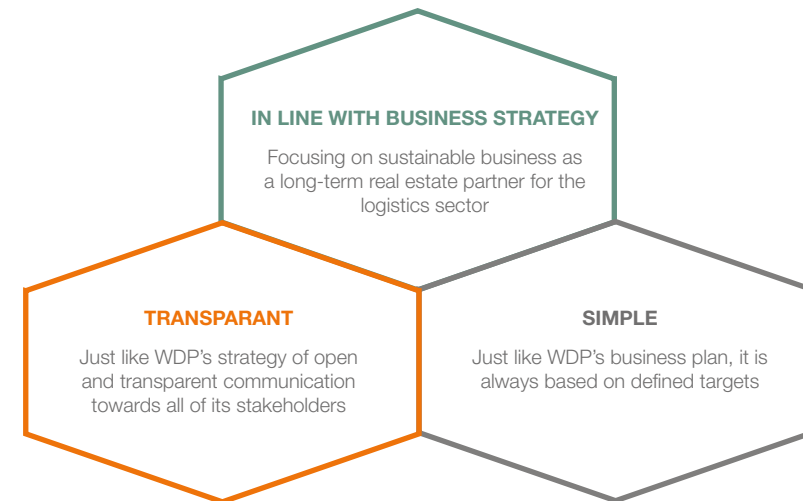 IN LINE WITH BUSINESS STRATEGY
Focusing on sustainable business as
a long-term real estate partner for the
logistics sector
TRANSPARANT
Just like WDP’s strategy of open
and transparent communication
towards all of its stakeholders
SIMPLE
Just like WDP’s business plan, it is
always based on defined targets